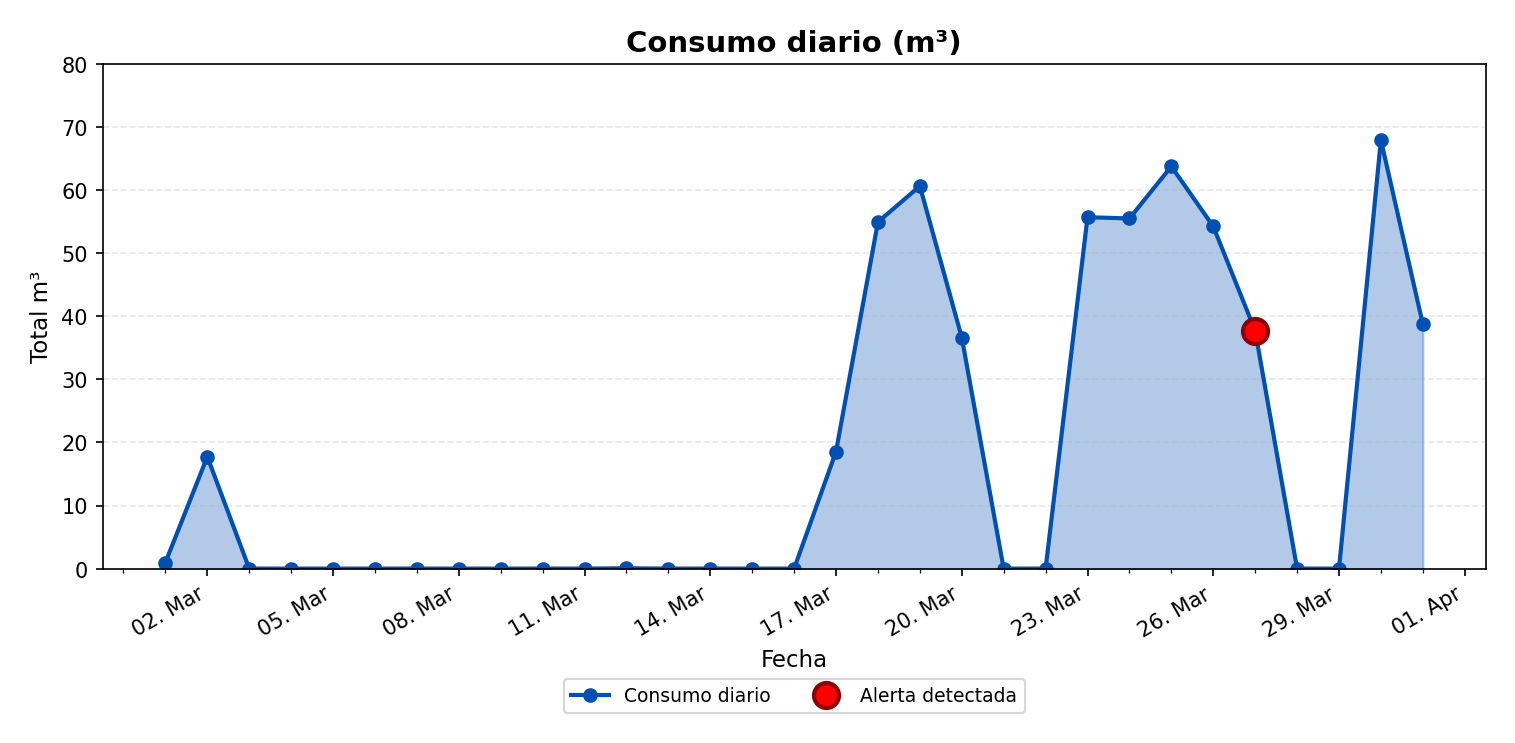 Consumo diario (m³)
80
70
60
50
40
30
20
10
0
Total m³
02. Mar
05. Mar
08. Mar
11. Mar
14. Mar
17. Mar
20. Mar
23. Mar
26. Mar
29. Mar
01. Apr
Fecha
Consumo diario
Alerta detectada